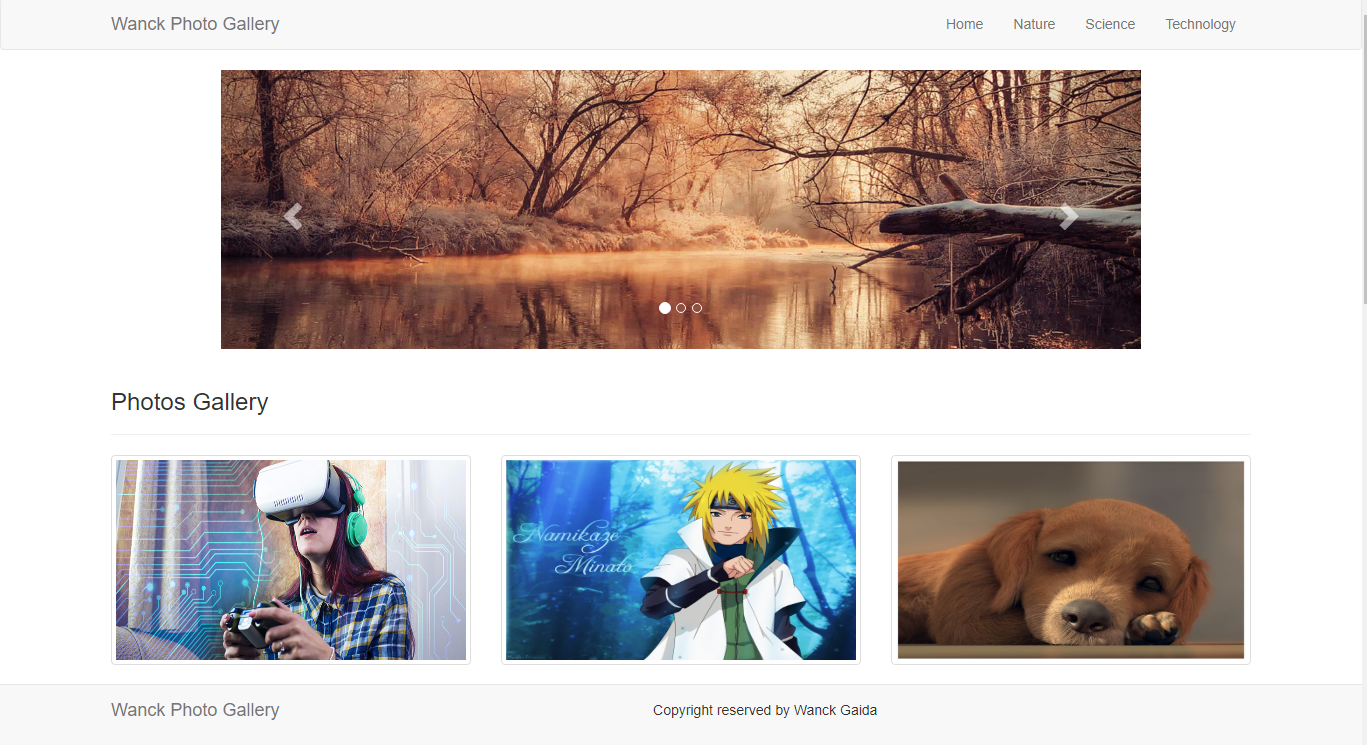 Wanck Photo Gallery Home Nature Science Technology
Photos Gallery
Namikaze
Minato
Wanck Photo Gallery Copyright reserved by Wanck Gaida